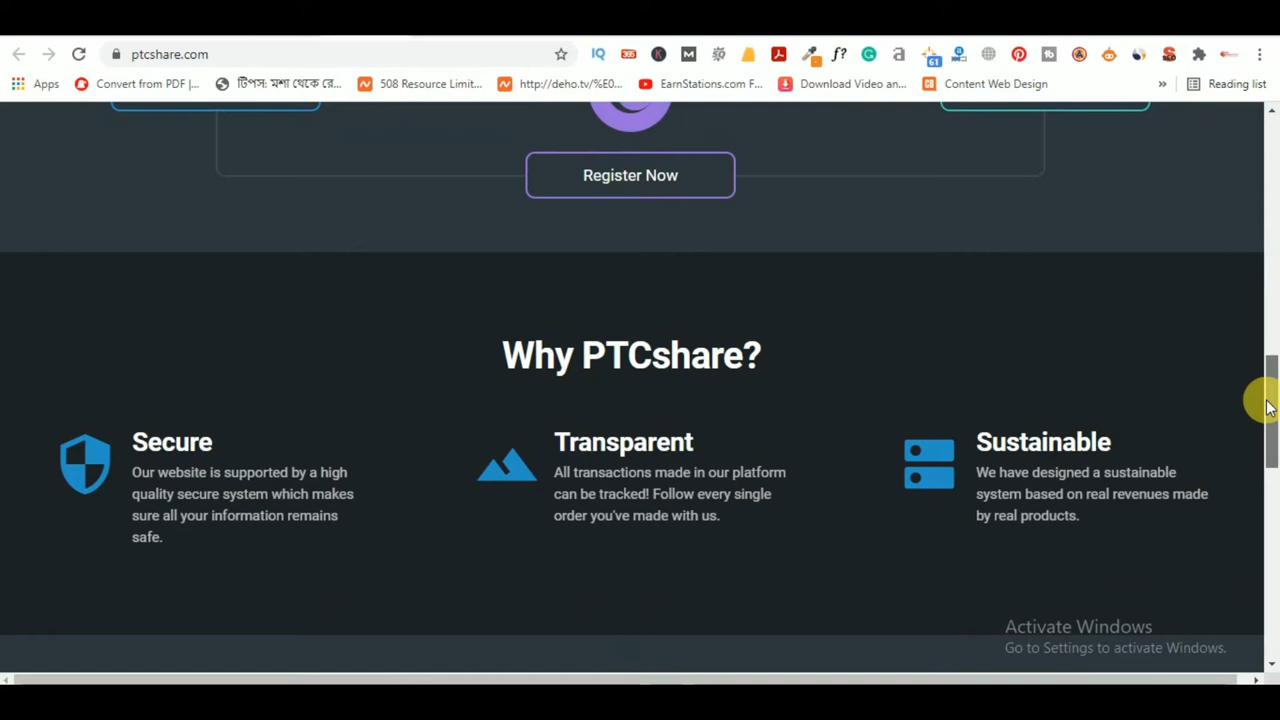 ptcshare.com
IQ 365 K M f? a 61
Apps Convert from PDF |... টিপস: মশা থেকে রে... 508 Resource Limit... http://deho.tv/%E0... EarnStations.com F... Download Video an... Content Web Design » Reading list
Register Now
Why PTCshare?
Secure
Our website is supported by a high
quality secure system which makes
sure all your information remains
safe.
Transparent
All transactions made in our platform
can be tracked! Follow every single
order you've made with us.
Sustainable
We have designed a sustainable
system based on real revenues made
by real products.
Activate Windows
Go to Settings to activate Windows.